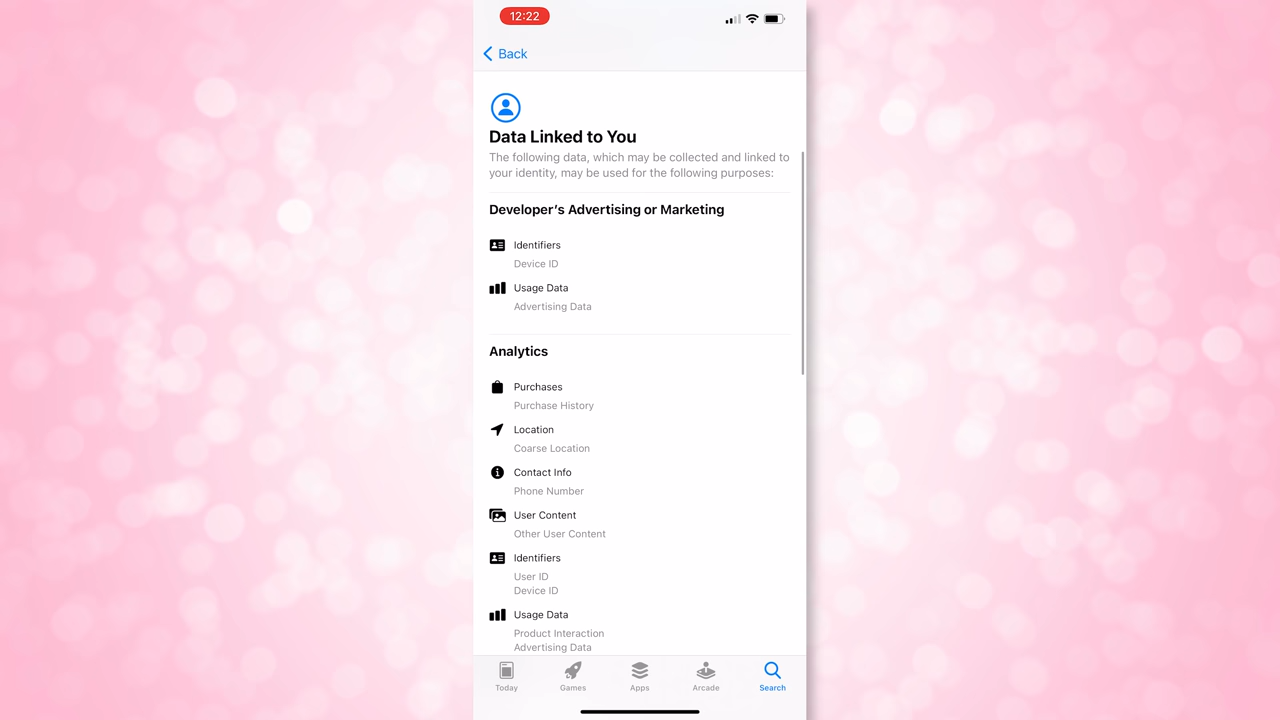 12:22
Back
Data Linked to You
The following data, which may be collected and linked to
your identity, may be used for the following purposes:
Developer’s Advertising or Marketing
Identifiers
Device ID
Usage Data
Advertising Data
Analytics
Purchases
Purchase History
Location
Coarse Location
Contact Info
Phone Number
User Content
Other User Content
Identifiers
User ID
Device ID
Usage Data
Product Interaction
Advertising Data
Today
Games
Apps
Arcade
Search